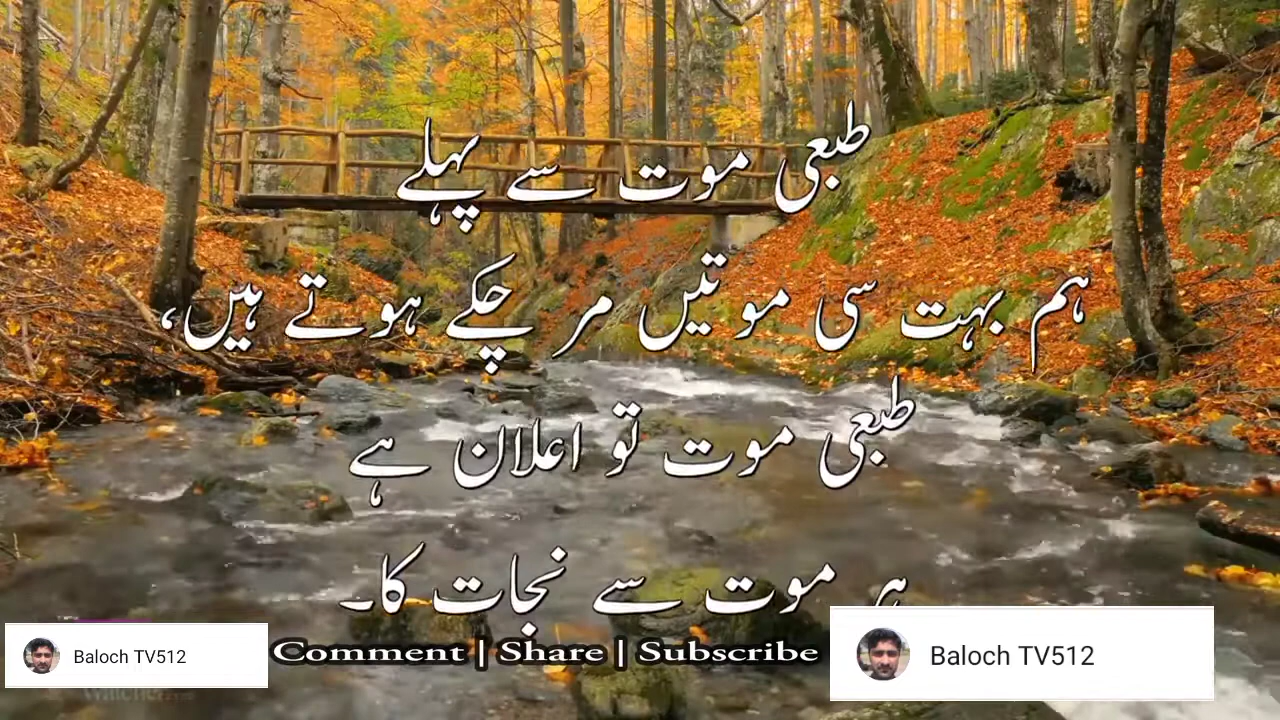 طبعی موت سے پہلے
ہم بہت سی موتیں مر چکے ہوتے ہیں،
طبعی موت تو اعلان ہے
ہر موت سے نجات کا۔
Comment | Share | Subscribe
Baloch TV512
Baloch TV512